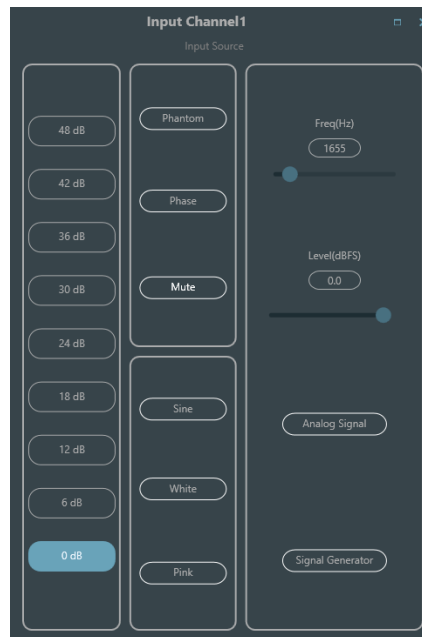 Input Channel1
Input Source
48 dB
42 dB
36 dB
30 dB
24 dB
18 dB
12 dB
6 dB
0 dB
Phantom
Phase
Mute
Sine
White
Pink
Freq(Hz)
1655
Level(dBFS)
0.0
Analog Signal
Signal Generator